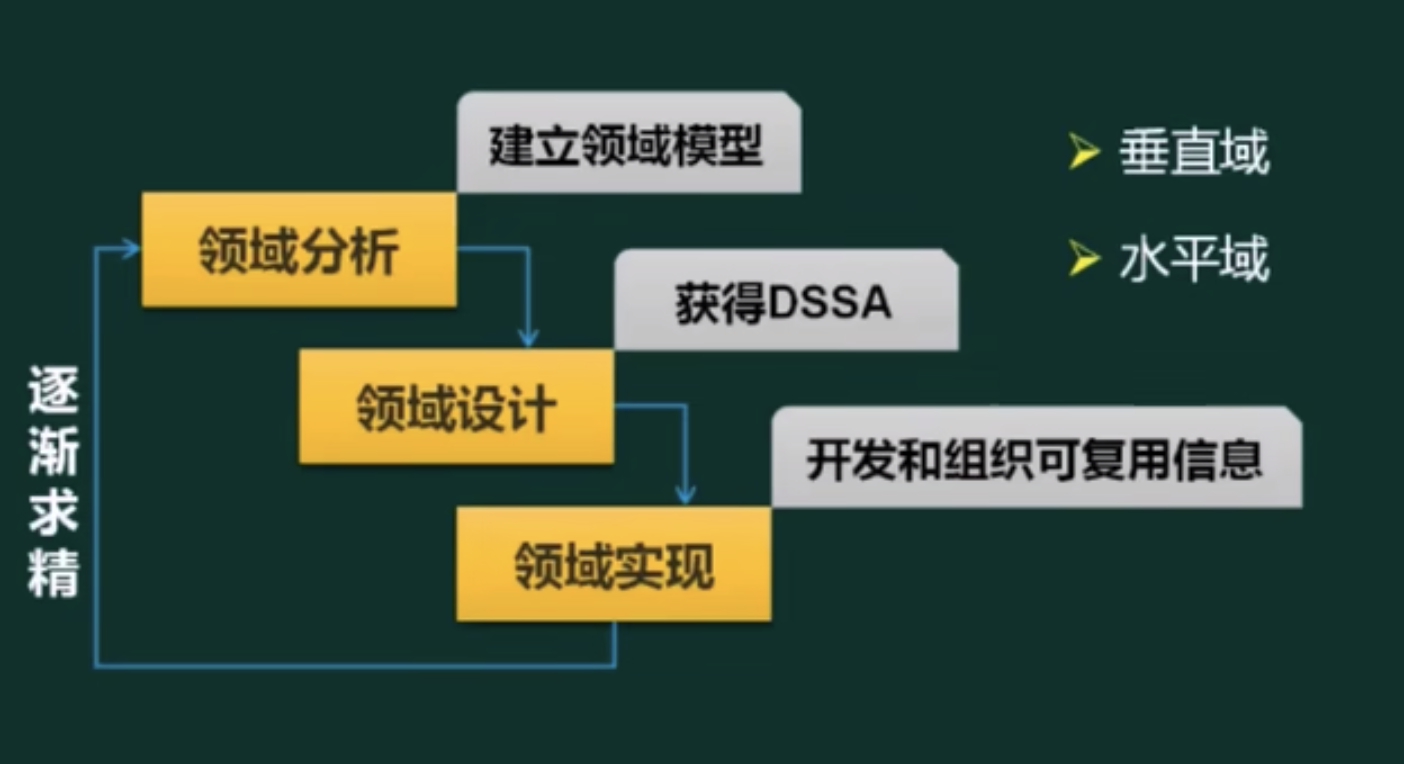 建立领域模型
垂直域
领域分析
水平域
获得DSSA
逐渐求精
领域设计
开发和组织可复用信息
领域实现